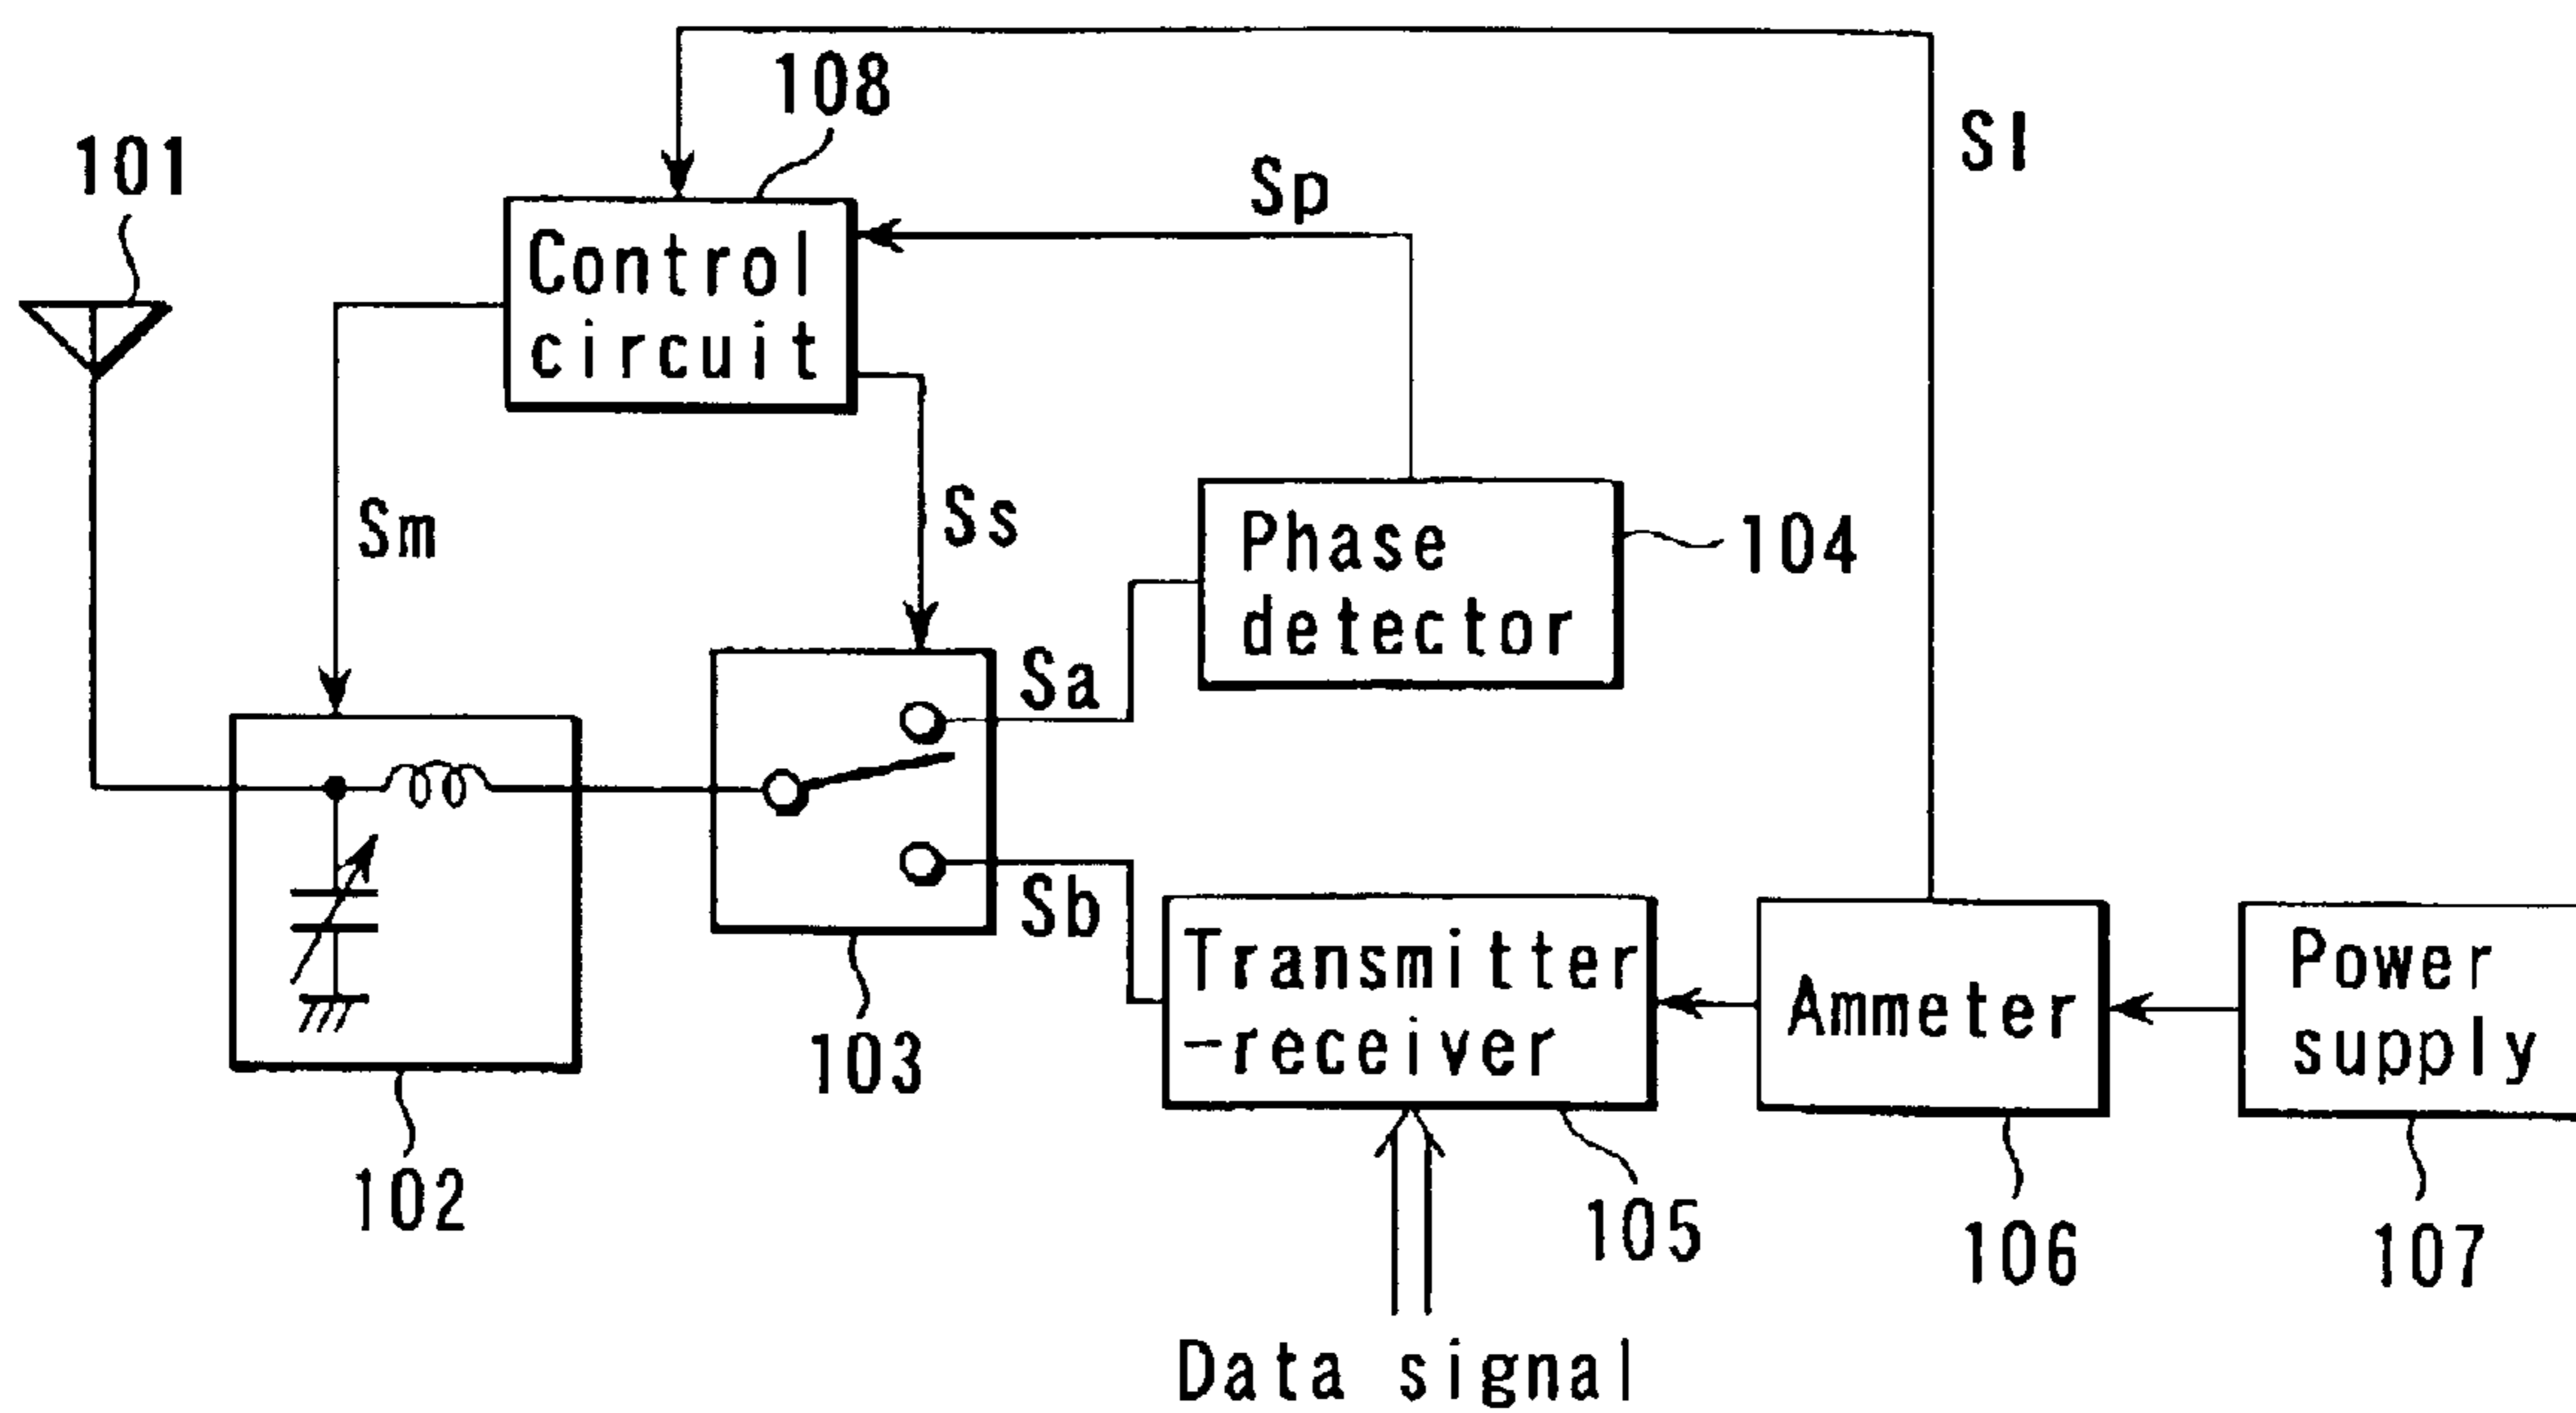 108
101
SI
Sp
Control
circuit
Sm
Ss
Phase
detector
104
Sa
Sb
Transmitter
-receiver
Ammeter
Power
supply
103
102
105
106
107
Data signal